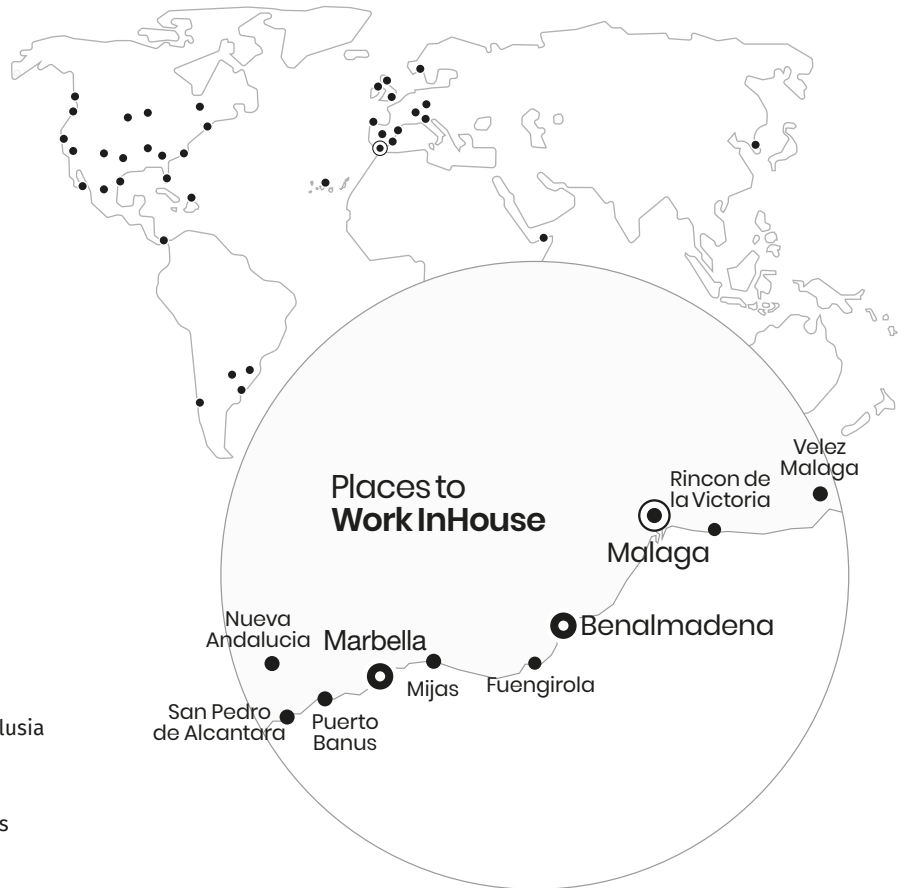 Places to
Work InHouse
Velez
Malaga
Rincon de
la Victoria
Malaga
Benalmadena
Nueva
Andalucia
Marbella
Mijas
Fuengirola
San Pedro
de Alcantara
Puerto
Banus
lusia
s